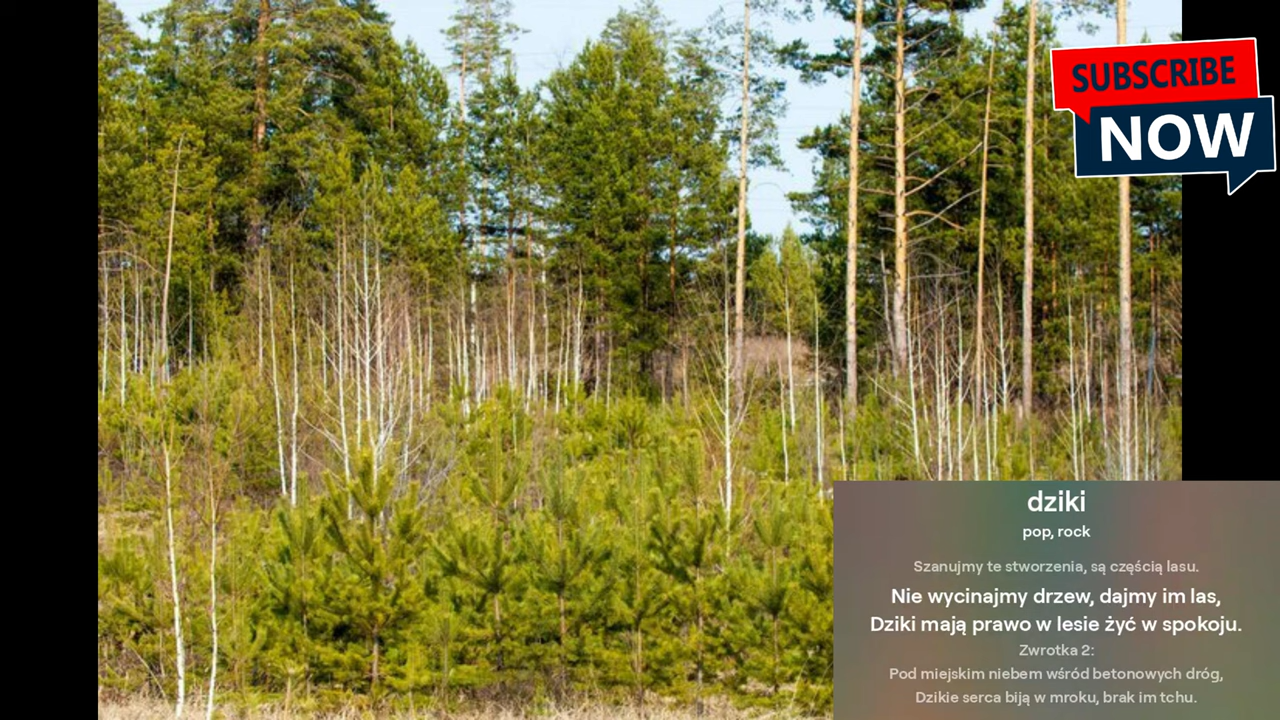 SUBSCRIBE
NOW
dziki
pop, rock
Szanujmy te stworzenia, są częścią lasu.
Nie wycinajmy drzew, dajmy im las,
Dziki mają prawo w lesie żyć w spokoju.
Zwrotka 2:
Pod miejskim niebem wśród betonowych dróg,
Dzikie serca biją w mroku, brak im tchu.